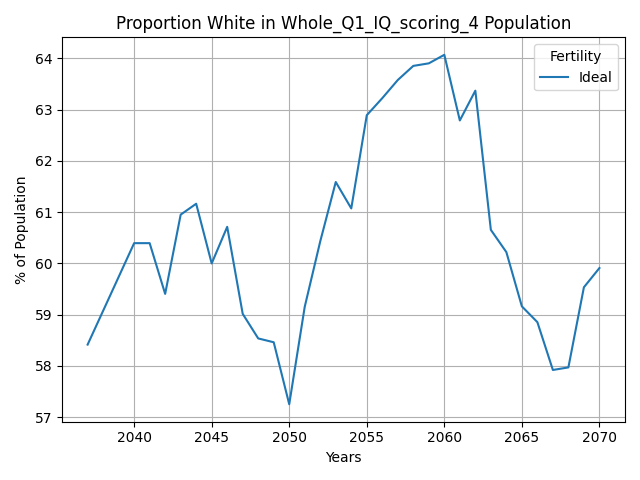 Proportion White in Whole_Q1_IQ_scoring_4 Population
Fertility
Ideal
64
63
62
61
60
59
58
57
% of Population
2040 2045 2050 2055 2060 2065 2070
Years